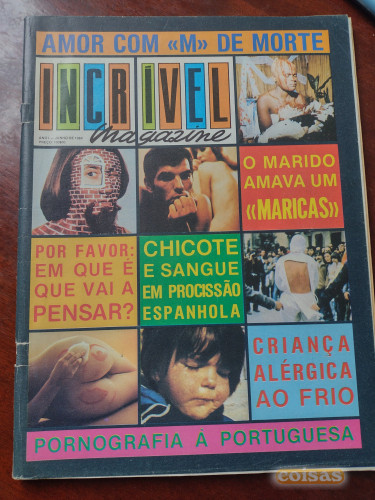 AMOR COM «M» DE MORTE
INCRÍVEL
magazine
O MARIDO
AMAVA UM
«MARICAS»
POR FAVOR:
EM QUE É
QUE VAI A
PENSAR?
CHICOTE
E SANGUE
EM PROCISSÃO
ESPANHOLA
CRIANÇA
ALÉRGICA
AO FRIO
PORNOGRAFIA À PORTUGUESA
coisas